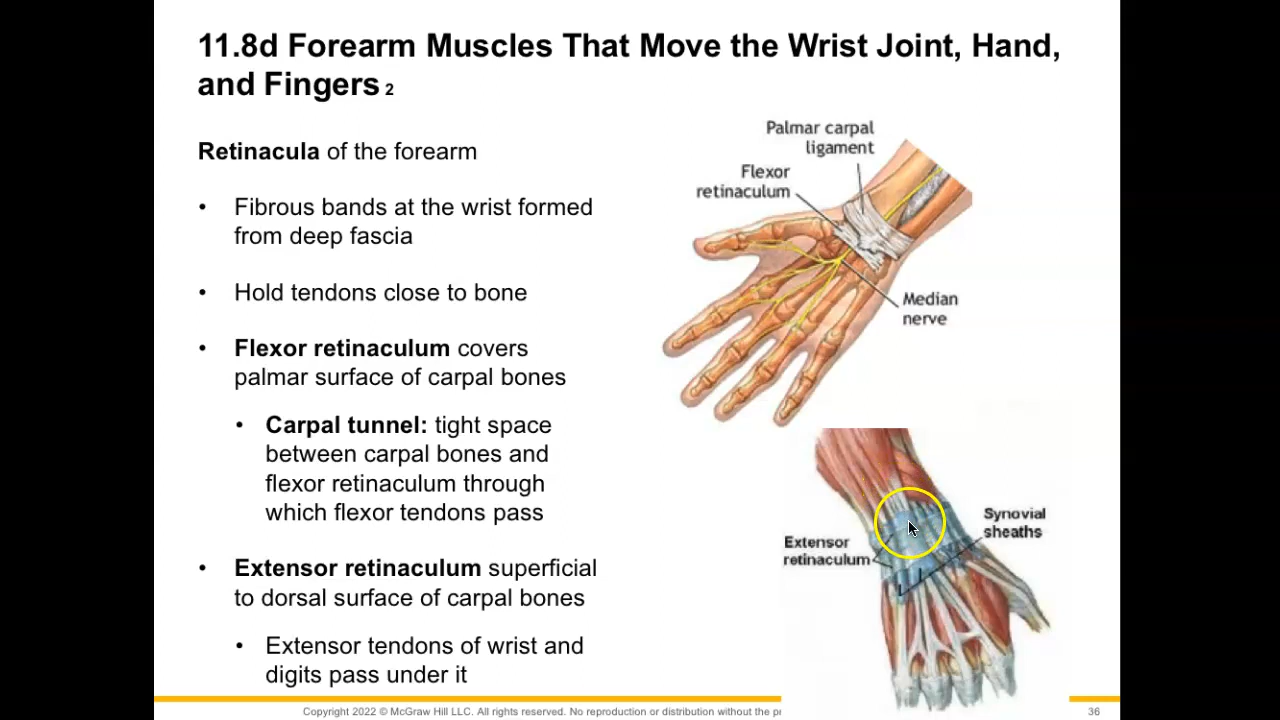 11.8d Forearm Muscles That Move the Wrist Joint, Hand,
and Fingers 2
Retinacula of the forearm
• Fibrous bands at the wrist formed
from deep fascia
• Hold tendons close to bone
• Flexor retinaculum covers
palmar surface of carpal bones
• Carpal tunnel: tight space
between carpal bones and
flexor retinaculum through
which flexor tendons pass
• Extensor retinaculum superficial
to dorsal surface of carpal bones
• Extensor tendons of wrist and
digits pass under it
Palmar carpal
ligament
Flexor
retinaculum
Median
nerve
Synovial
sheaths
Extensor
retinaculum
Copyright 2022 © McGraw Hill LLC. All rights reserved. No reproduction or distribution without the
36